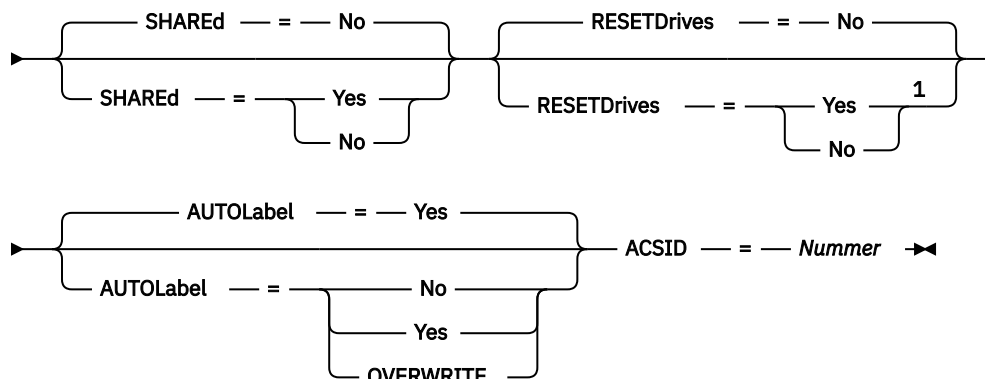 SHAREd = No RESETDrives = No
SHAREd = Yes RESETDrives = Yes 1
No No
AUTOLabel = Yes
ACSID = Nummer
AUTOLabel = No
Yes
OVERWRITE